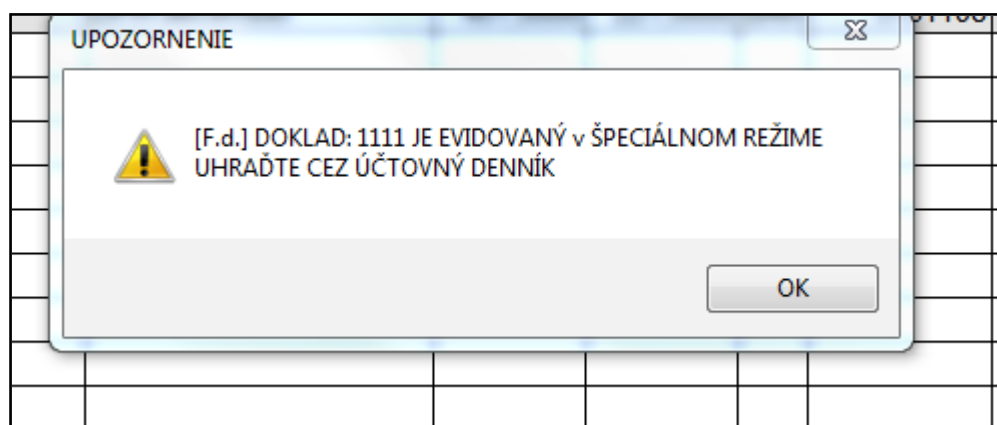 UPOZORNENIE
[F.d.] DOKLAD: 1111 JE EVIDOVANÝ v ŠPECIÁLNOM REŽIME
UHRAĎTE CEZ ÚČTOVNÝ DENNÍK
OK